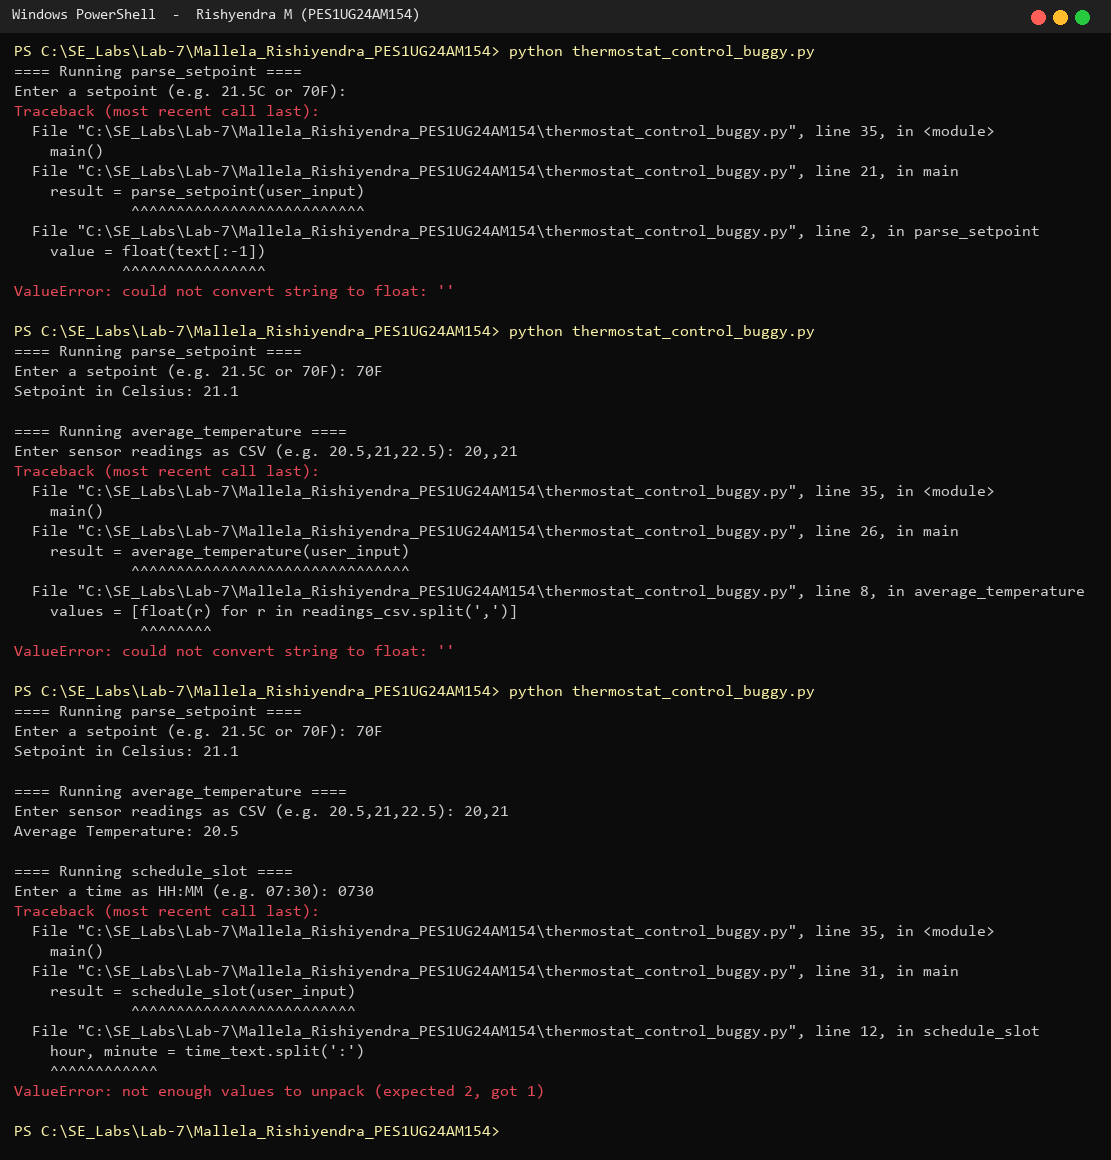 Windows PowerShell  -  Rishyendra M (PES1UG24AM154)
PS C:\SE_Labs\Lab-7\Mallela_Rishiyendra_PES1UG24AM154> python thermostat_control_buggy.py
==== Running parse_setpoint ====
Enter a setpoint (e.g. 21.5C or 70F):
Traceback (most recent call last):
  File "C:\SE_Labs\Lab-7\Mallela_Rishiyendra_PES1UG24AM154\thermostat_control_buggy.py", line 35, in <module>
    main()
  File "C:\SE_Labs\Lab-7\Mallela_Rishiyendra_PES1UG24AM154\thermostat_control_buggy.py", line 21, in main
    result = parse_setpoint(user_input)
             ^^^^^^^^^^^^^^^^^^^^^^^^^^
  File "C:\SE_Labs\Lab-7\Mallela_Rishiyendra_PES1UG24AM154\thermostat_control_buggy.py", line 2, in parse_setpoint
    value = float(text[:-1])
            ^^^^^^^^^^^^^^^^
ValueError: could not convert string to float: ''
PS C:\SE_Labs\Lab-7\Mallela_Rishiyendra_PES1UG24AM154> python thermostat_control_buggy.py
==== Running parse_setpoint ====
Enter a setpoint (e.g. 21.5C or 70F): 70F
Setpoint in Celsius: 21.1
==== Running average_temperature ====
Enter sensor readings as CSV (e.g. 20.5,21,22.5): 20,,21
Traceback (most recent call last):
  File "C:\SE_Labs\Lab-7\Mallela_Rishiyendra_PES1UG24AM154\thermostat_control_buggy.py", line 35, in <module>
    main()
  File "C:\SE_Labs\Lab-7\Mallela_Rishiyendra_PES1UG24AM154\thermostat_control_buggy.py", line 26, in main
    result = average_temperature(user_input)
             ^^^^^^^^^^^^^^^^^^^^^^^^^^^^^^^
  File "C:\SE_Labs\Lab-7\Mallela_Rishiyendra_PES1UG24AM154\thermostat_control_buggy.py", line 8, in average_temperature
    values = [float(r) for r in readings_csv.split(',')]
              ^^^^^^^^
ValueError: could not convert string to float: ''
PS C:\SE_Labs\Lab-7\Mallela_Rishiyendra_PES1UG24AM154> python thermostat_control_buggy.py
==== Running parse_setpoint ====
Enter a setpoint (e.g. 21.5C or 70F): 70F
Setpoint in Celsius: 21.1
==== Running average_temperature ====
Enter sensor readings as CSV (e.g. 20.5,21,22.5): 20,21
Average Temperature: 20.5
==== Running schedule_slot ====
Enter a time as HH:MM (e.g. 07:30): 0730
Traceback (most recent call last):
  File "C:\SE_Labs\Lab-7\Mallela_Rishiyendra_PES1UG24AM154\thermostat_control_buggy.py", line 35, in <module>
    main()
  File "C:\SE_Labs\Lab-7\Mallela_Rishiyendra_PES1UG24AM154\thermostat_control_buggy.py", line 31, in main
    result = schedule_slot(user_input)
             ^^^^^^^^^^^^^^^^^^^^^^^^^
  File "C:\SE_Labs\Lab-7\Mallela_Rishiyendra_PES1UG24AM154\thermostat_control_buggy.py", line 12, in schedule_slot
    hour, minute = time_text.split(':')
    ^^^^^^^^^^^^
ValueError: not enough values to unpack (expected 2, got 1)
PS C:\SE_Labs\Lab-7\Mallela_Rishiyendra_PES1UG24AM154>